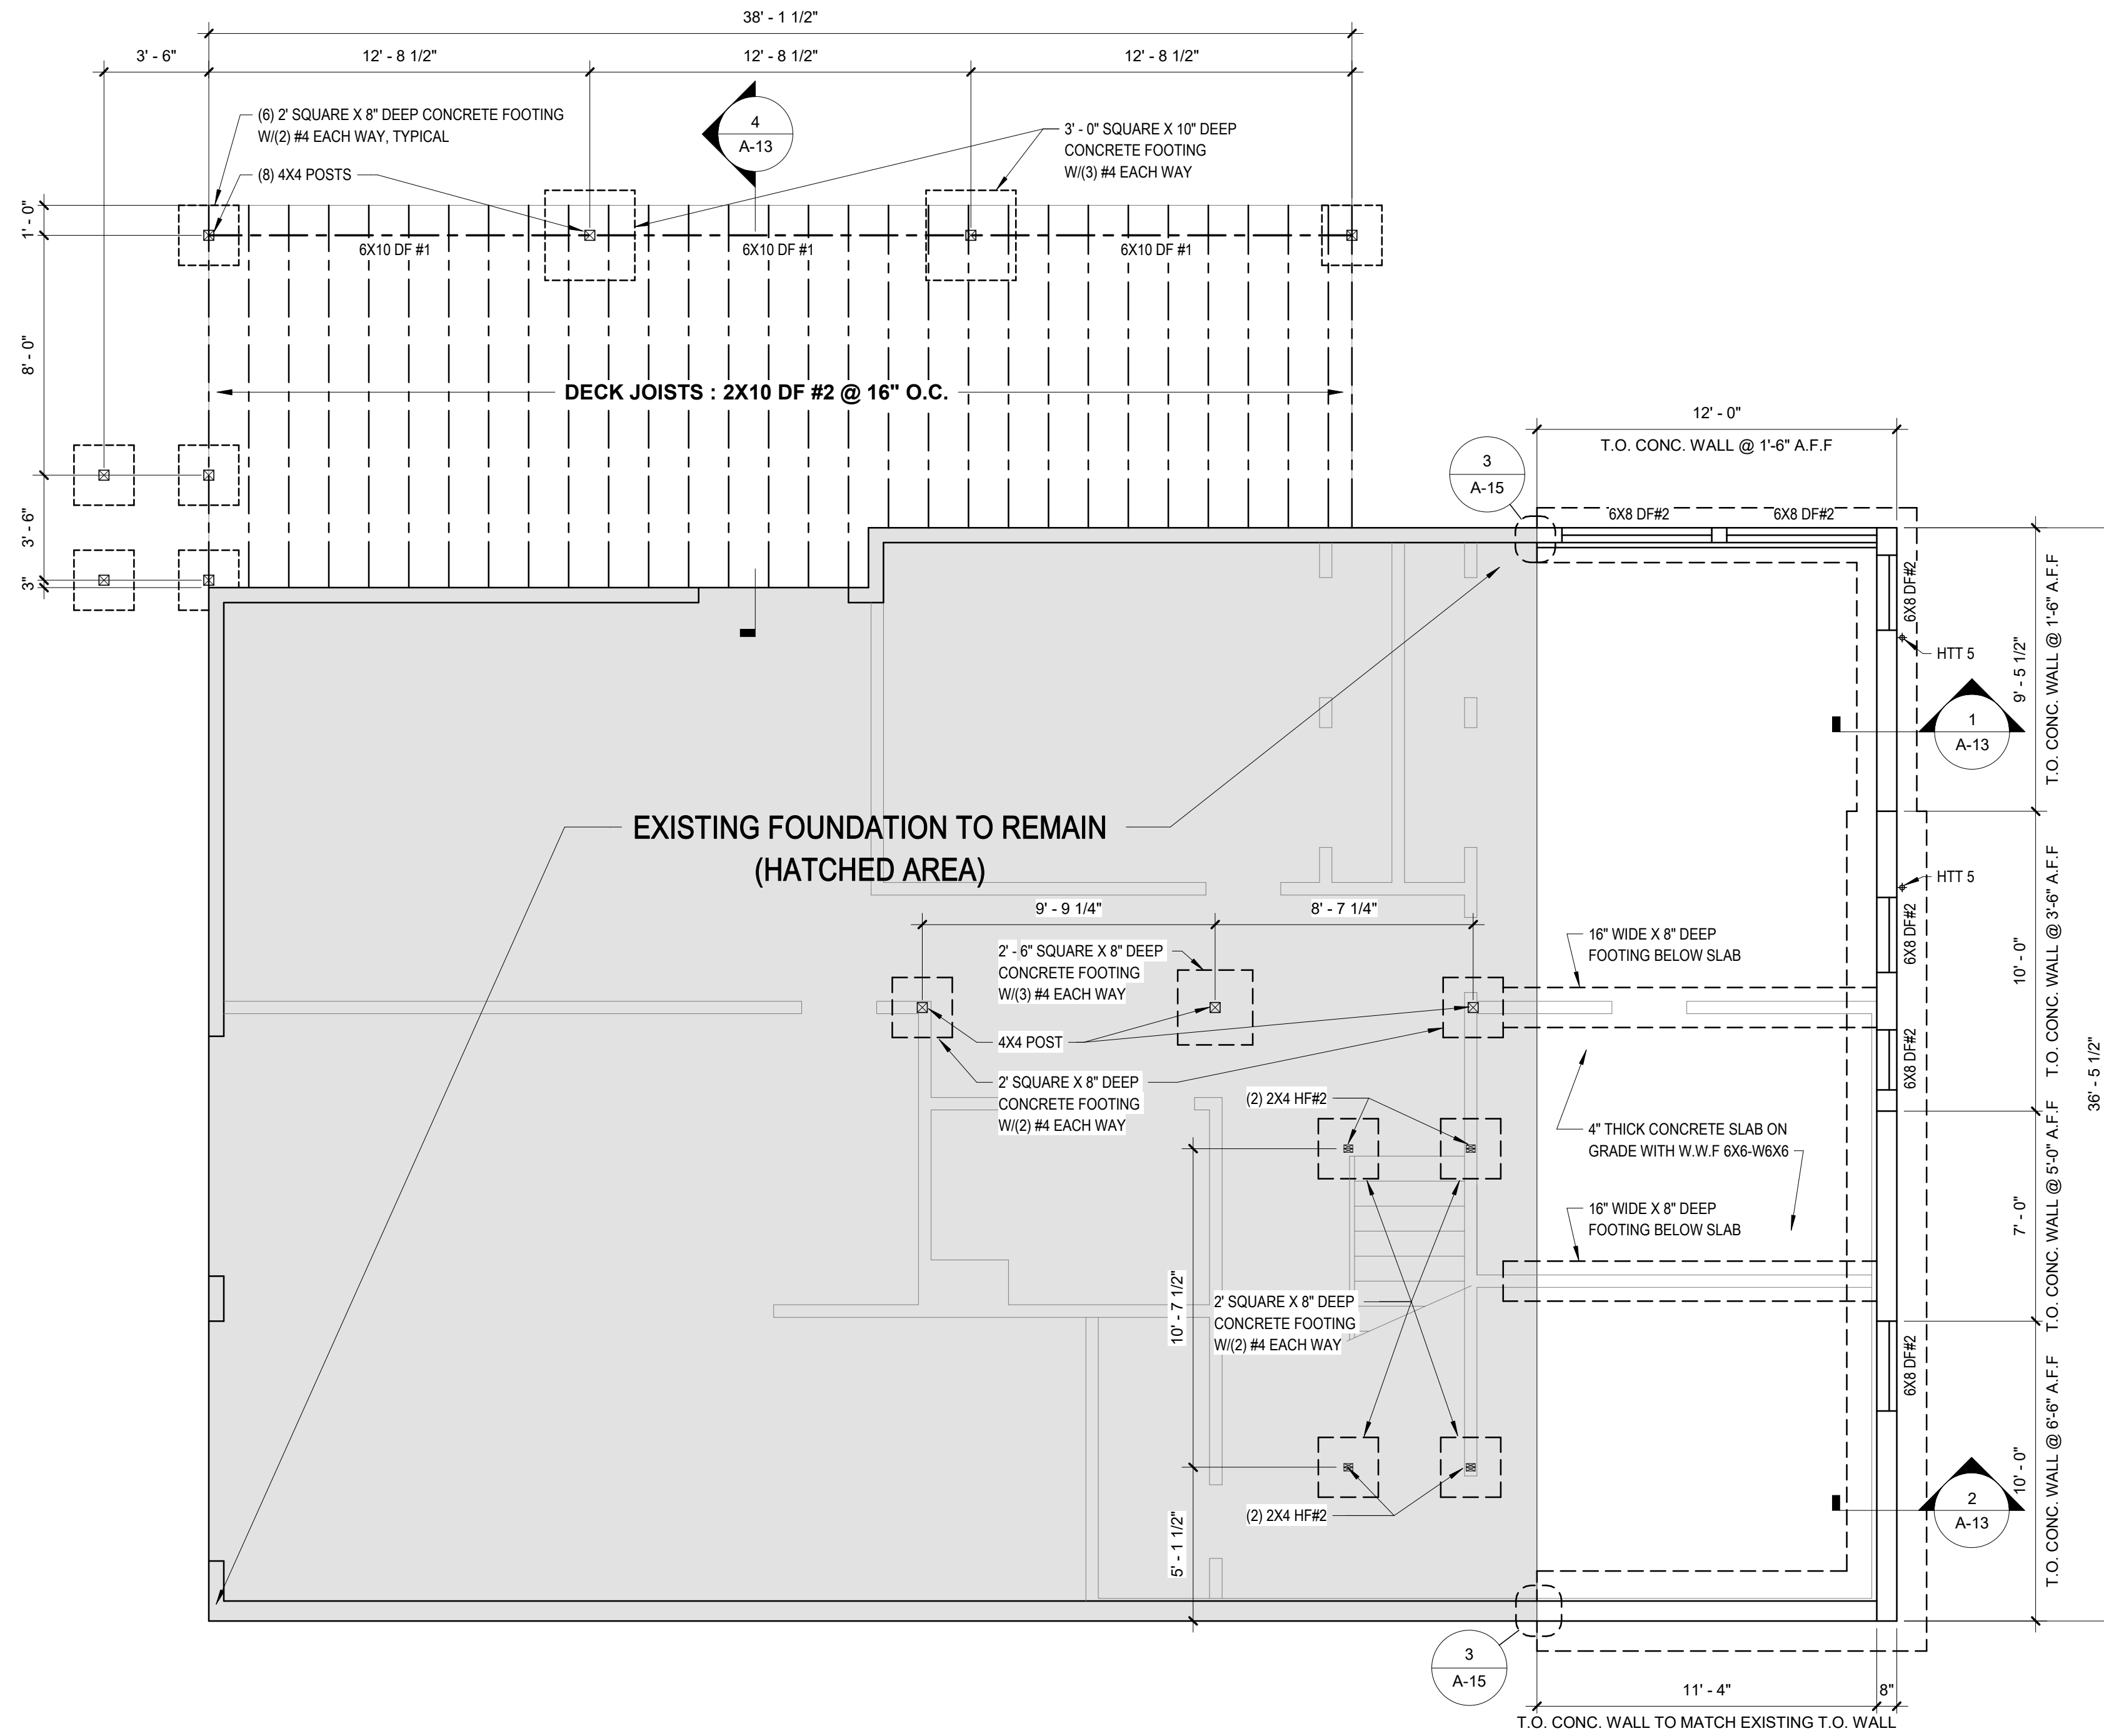 38' - 1 1/2"
3' - 6"
12' - 8 1/2"
12' - 8 1/2"
12' - 8 1/2"
(6) 2' SQUARE X 8" DEEP CONCRETE FOOTING
W/(2) #4 EACH WAY, TYPICAL
(8) 4X4 POSTS
4
A-13
3' - 0" SQUARE X 10" DEEP
CONCRETE FOOTING
W/(3) #4 EACH WAY
1' - 0"
8' - 0"
3' - 6"
3"
6X10 DF #1
6X10 DF #1
6X10 DF #1
DECK JOISTS : 2X10 DF #2 @ 16" O.C.
12' - 0"
T.O. CONC. WALL @ 1'-6" A.F.F
3
A-15
6X8 DF#2
6X8 DF#2
6X8 DF#2
HTT 5
9' - 5 1/2"
T.O. CONC. WALL @ 1'-6" A.F.F
1
A-13
EXISTING FOUNDATION TO REMAIN
(HATCHED AREA)
HTT 5
9' - 9 1/4"
8' - 7 1/4"
2' - 6" SQUARE X 8" DEEP
CONCRETE FOOTING
W/(3) #4 EACH WAY
16" WIDE X 8" DEEP
FOOTING BELOW SLAB
6X8 DF#2
10' - 0"
T.O. CONC. WALL @ 3'-6" A.F.F
4X4 POST
6X8 DF#2
36' - 5 1/2"
2' SQUARE X 8" DEEP
CONCRETE FOOTING
W/(2) #4 EACH WAY
(2) 2X4 HF#2
4" THICK CONCRETE SLAB ON
GRADE WITH W.W.F 6X6-W6X6
16" WIDE X 8" DEEP
FOOTING BELOW SLAB
7' - 0"
T.O. CONC. WALL @ 5'-0" A.F.F
10' - 7 1/2"
2' SQUARE X 8" DEEP
CONCRETE FOOTING
W/(2) #4 EACH WAY
6X8 DF#2
10' - 0"
T.O. CONC. WALL @ 6'-6" A.F.F
(2) 2X4 HF#2
5' - 1 1/2"
2
A-13
3
A-15
11' - 4"
8"
T.O. CONC. WALL TO MATCH EXISTING T.O. WALL